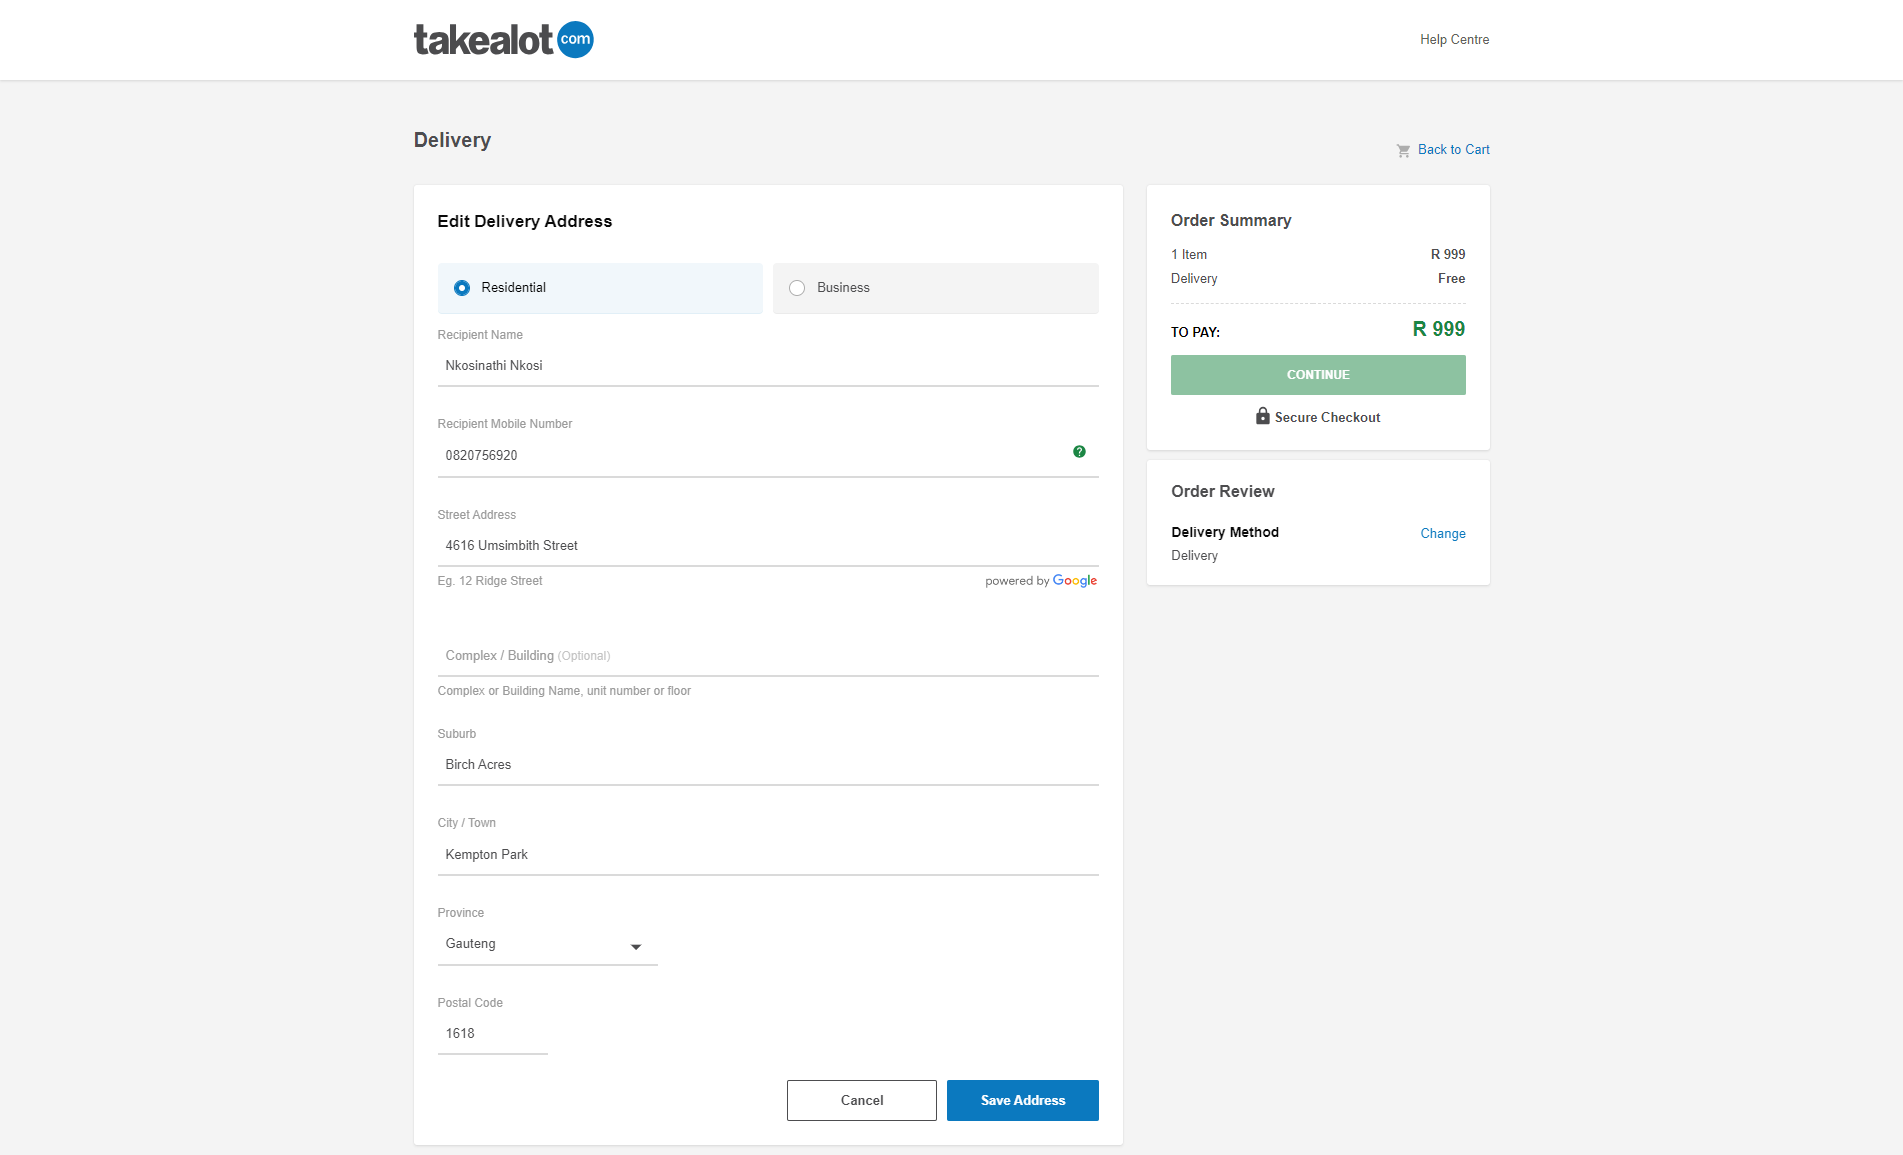 takealot com
Help Centre
Delivery
Back to Cart
Edit Delivery Address
Residential
Business
Recipient Name
Nkosinathi Nkosi
Recipient Mobile Number
0820756920
?
Street Address
4616 Umsimbith Street
Eg. 12 Ridge Street
powered by Google
Complex / Building (Optional)
Complex or Building Name, unit number or floor
Suburb
Birch Acres
City / Town
Kempton Park
Province
Gauteng
Postal Code
1618
Cancel
Save Address
Order Summary
1 Item R 999
Delivery Free
TO PAY: R 999
CONTINUE
Secure Checkout
Order Review
Delivery Method Change
Delivery